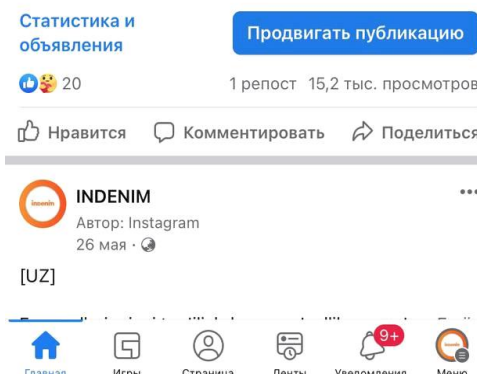 Статистика и
объявления
Продвигать публикацию
20
1 репост 15,2 тыс. просмотров
Нравится Комментировать Поделиться
indenim
INDENIM
Автор: Instagram
26 мая ·
[UZ]
9+
Главная Игры Страница Ленты Уведомления Меню